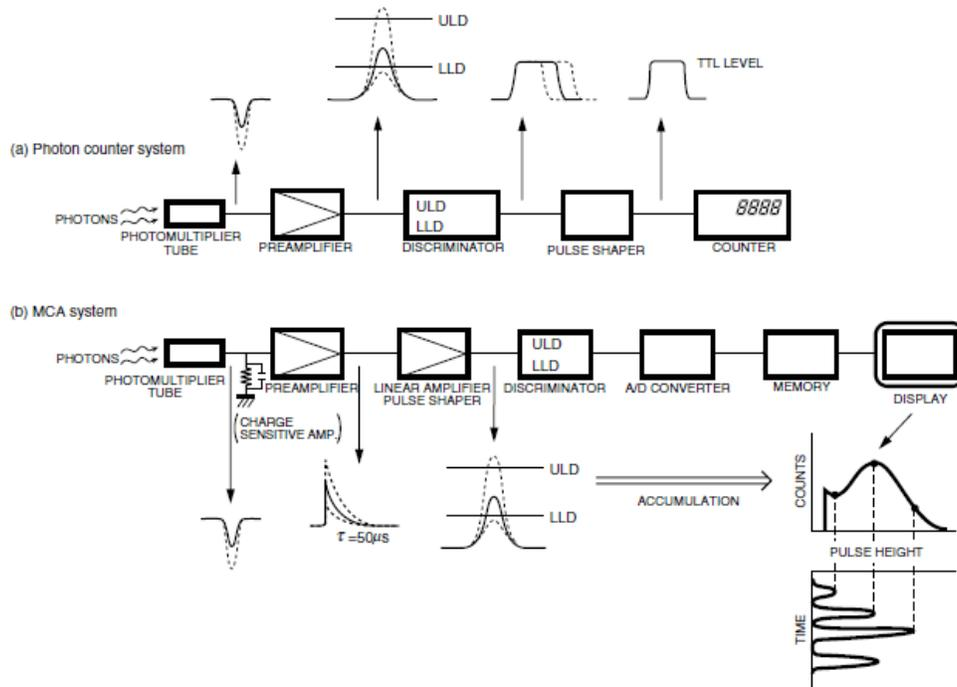 ULD
LLD
TTL LEVEL
(a) Photon counter system
PHOTONS
PHOTOMULTIPLIER
TUBE
PREAMPLIFIER
ULD
LLD
DISCRIMINATOR
PULSE SHAPER
8888
COUNTER
(b) MCA system
PHOTONS
PHOTOMULTIPLIER
TUBE
PREAMPLIFIER
(CHARGE
SENSITIVE AMP.)
LINEAR AMPLIFIER
PULSE SHAPER
ULD
LLD
DISCRIMINATOR
A/D CONVERTER
MEMORY
DISPLAY
τ =50µs
ULD
LLD
ACCUMULATION
COUNTS
PULSE HEIGHT
TIME